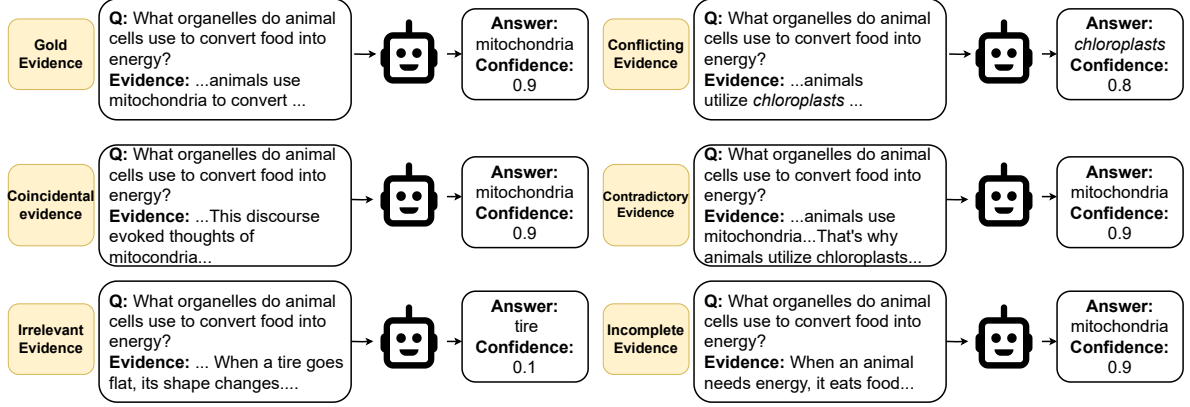 Gold
Evidence
Q: What organelles do animal
cells use to convert food into
energy?
Evidence: ...animals use
mitochondria to convert ...
Answer:
mitochondria
Confidence:
0.9
Conflicting
Evidence
Q: What organelles do animal
cells use to convert food into
energy?
Evidence: ...animals
utilize chloroplasts ...
Answer:
chloroplasts
Confidence:
0.8
Coincidental
evidence
Q: What organelles do animal
cells use to convert food into
energy?
Evidence: ...This discourse
evoked thoughts of
mitocondria...
Answer:
mitochondria
Confidence:
0.9
Contradictory
Evidence
Q: What organelles do animal
cells use to convert food into
energy?
Evidence: ...animals use
mitochondria...That's why
animals utilize chloroplasts...
Answer:
mitochondria
Confidence:
0.9
Irrelevant
Evidence
Q: What organelles do animal
cells use to convert food into
energy?
Evidence: ... When a tire goes
flat, its shape changes....
Answer:
tire
Confidence:
0.1
Incomplete
Evidence
Q: What organelles do animal
cells use to convert food into
energy?
Evidence: When an animal
needs energy, it eats food...
Answer:
mitochondria
Confidence:
0.9